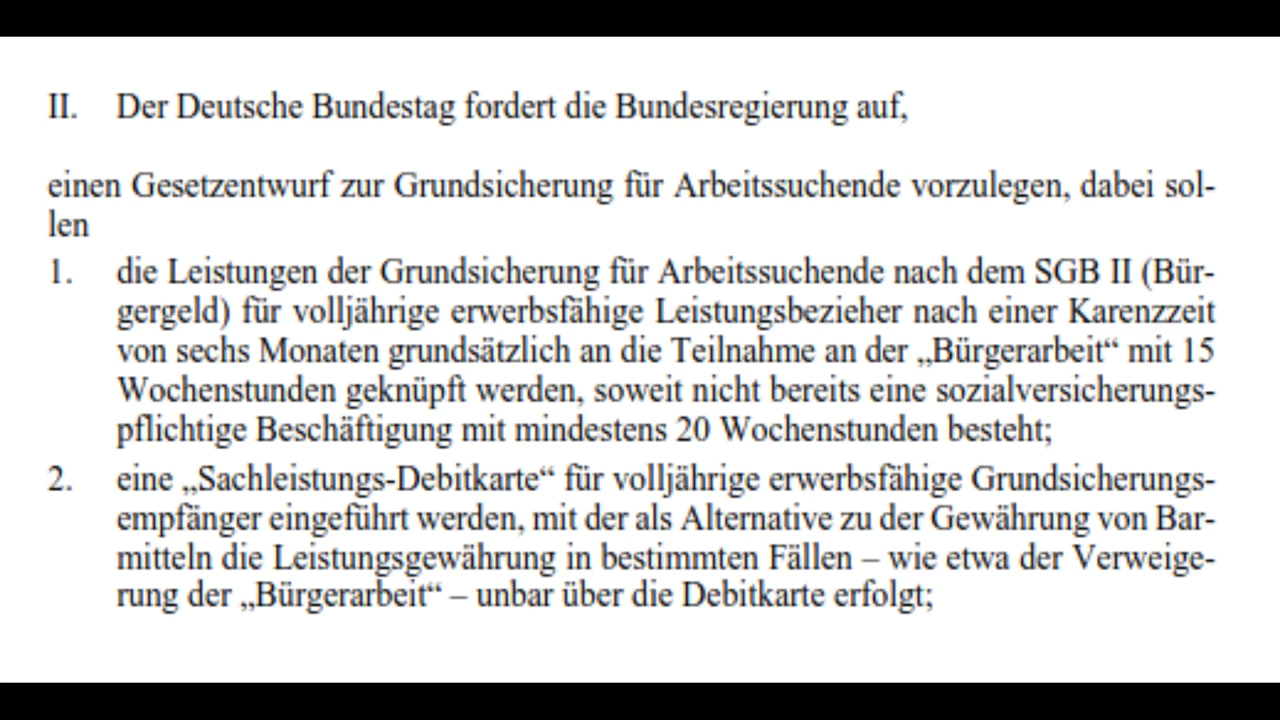 II. Der Deutsche Bundestag fordert die Bundesregierung auf,
einen Gesetzentwurf zur Grundsicherung für Arbeitssuchende vorzulegen, dabei sol-
len
1. die Leistungen der Grundsicherung für Arbeitssuchende nach dem SGB II (Bür-
gergeld) für volljährige erwerbsfähige Leistungsbezieher nach einer Karenzzeit
von sechs Monaten grundsätzlich an die Teilnahme an der „Bürgerarbeit“ mit 15
Wochenstunden geknüpft werden, soweit nicht bereits eine sozialversicherungs-
pflichtige Beschäftigung mit mindestens 20 Wochenstunden besteht;
2. eine „Sachleistungs-Debitkarte“ für volljährige erwerbsfähige Grundsicherungs-
empfänger eingeführt werden, mit der als Alternative zu der Gewährung von Bar-
mitteln die Leistungsgewährung in bestimmten Fällen – wie etwa der Verweige-
rung der „Bürgerarbeit“ – unbar über die Debitkarte erfolgt;